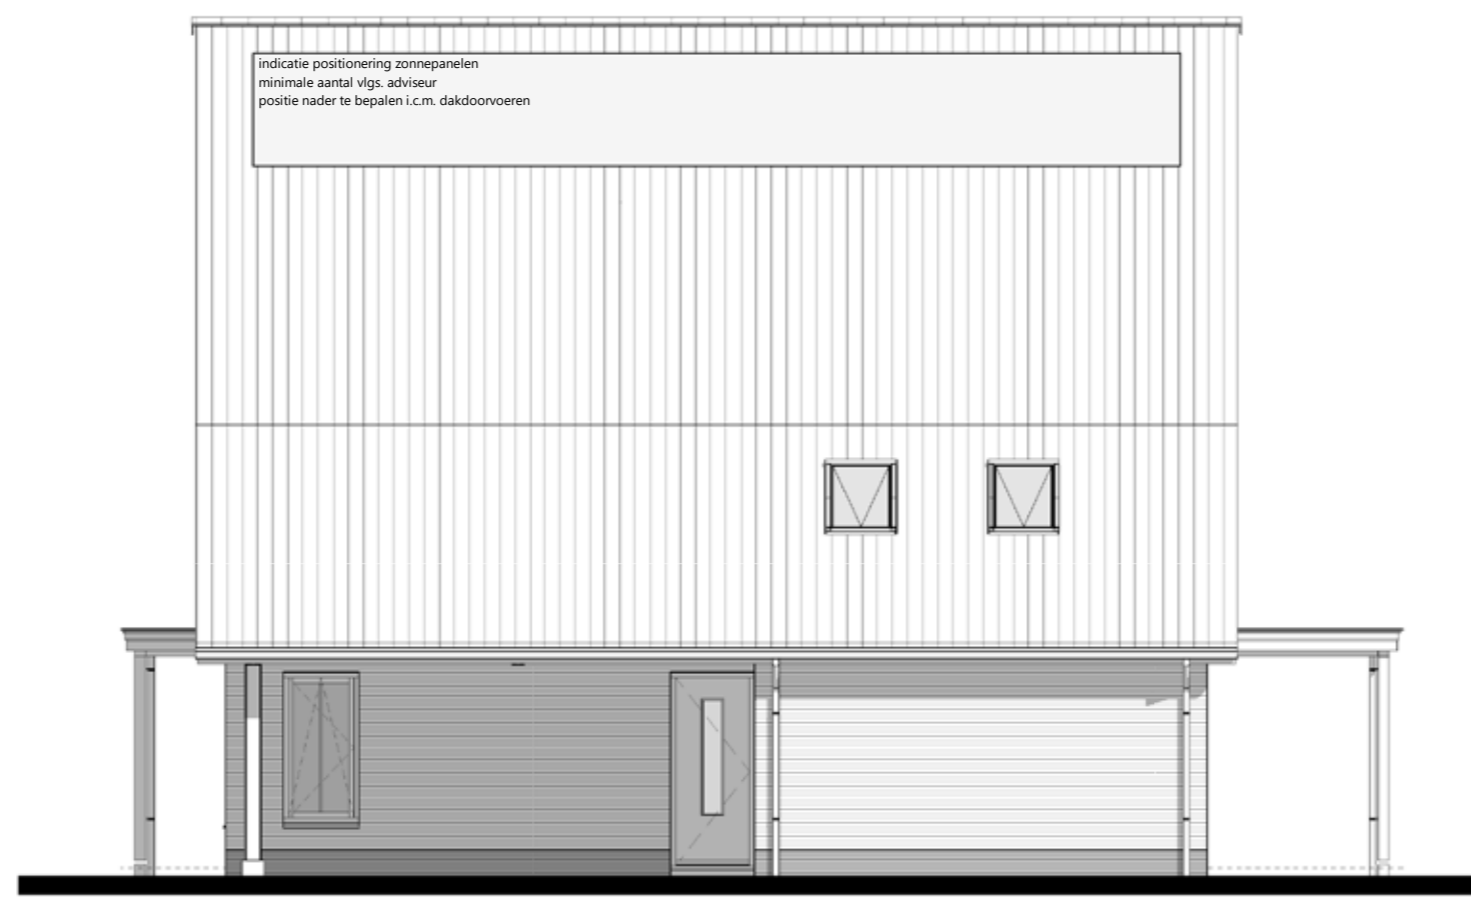 indicatie positionering zonnepanelen
minimale aantal vlgs. adviseur
positie nader te bepalen i.c.m. dakdoorvoeren